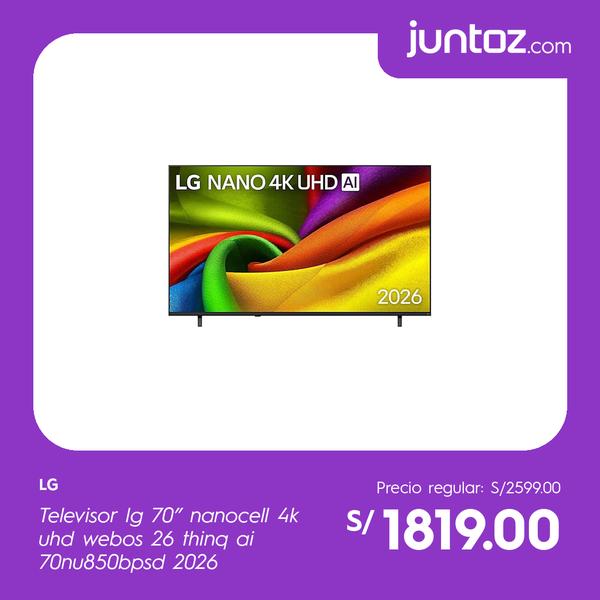 juntoz.com
LG NANO 4K UHD AI
2026
LG
Televisor lg 70" nanocell 4k
uhd webos 26 thinq ai
70nu850bpsd 2026
Precio regular: S/2599.00
S/ 1819.00